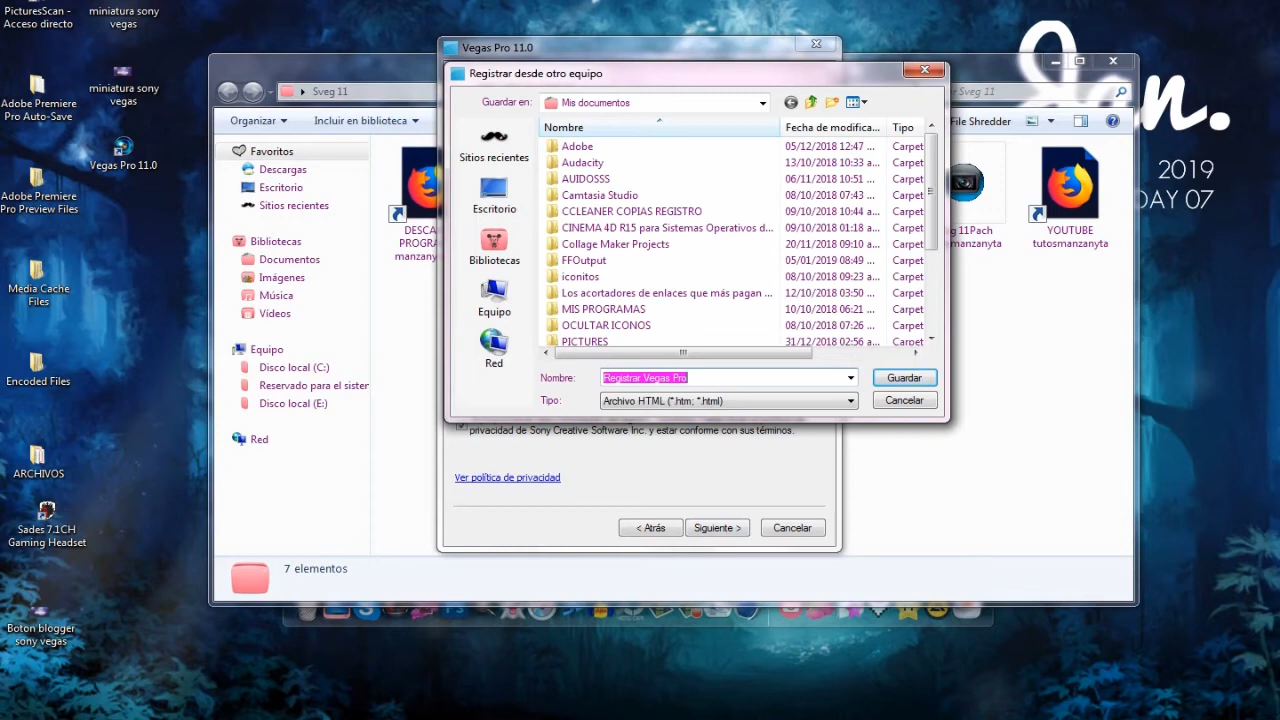 PicturesScan -
Acceso directo
miniatura sony
vegas
miniatura sony
vegas
Adobe Premiere
Pro Auto-Save
Vegas Pro 11.0
Adobe Premiere
Pro Preview Files
Media Cache
Files
Encoded Files
ARCHIVOS
Sades 7.1CH
Gaming Headset
Boton blogger
sony vegas
Jan.
2019
DAY 07
Sveg 11
Sveg 11
Organizar
Incluir en biblioteca
File Shredder
Favoritos
Descargas
Escritorio
Sitios recientes
Bibliotecas
Documentos
Imágenes
Música
Vídeos
Equipo
Disco local (C:)
Reservado para el sister
Disco local (E:)
Red
DESCA
PROGRA
manzany
11Pach
manzanyta
YOUTUBE
tutosmanzanyta
7 elementos
Vegas Pro 11.0
privacidad de Sony Creative Software Inc. y estar conforme con sus términos.
Ver política de privacidad
< Atrás
Siguiente >
Cancelar
Registrar desde otro equipo
Guardar en:
Mis documentos
Sitios recientes
Escritorio
Bibliotecas
Equipo
Red
Nombre Fecha de modifica... Tipo
Adobe 05/12/2018 12:47 ... Carpet
Audacity 13/10/2018 10:33 a... Carpet
AUIDOSSS 06/11/2018 10:51 ... Carpet
Camtasia Studio 08/10/2018 07:43 ... Carpet
CCLEANER COPIAS REGISTRO 09/10/2018 10:44 a... Carpet
CINEMA 4D R15 para Sistemas Operativos d... 09/10/2018 01:18 a... Carpet
Collage Maker Projects 20/11/2018 09:10 a... Carpet
FFOutput 05/01/2019 08:49 ... Carpet
iconitos 08/10/2018 09:23 a... Carpet
Los acortadores de enlaces que más pagan ... 12/10/2018 03:50 ... Carpet
MIS PROGRAMAS 10/10/2018 06:21 ... Carpet
OCULTAR ICONOS 08/10/2018 07:26 ... Carpet
PICTURES 31/12/2018 02:56 a... Carpet
Nombre:
Registrar Vegas Pro
Guardar
Tipo:
Archivo HTML (*.htm; *.html)
Cancelar